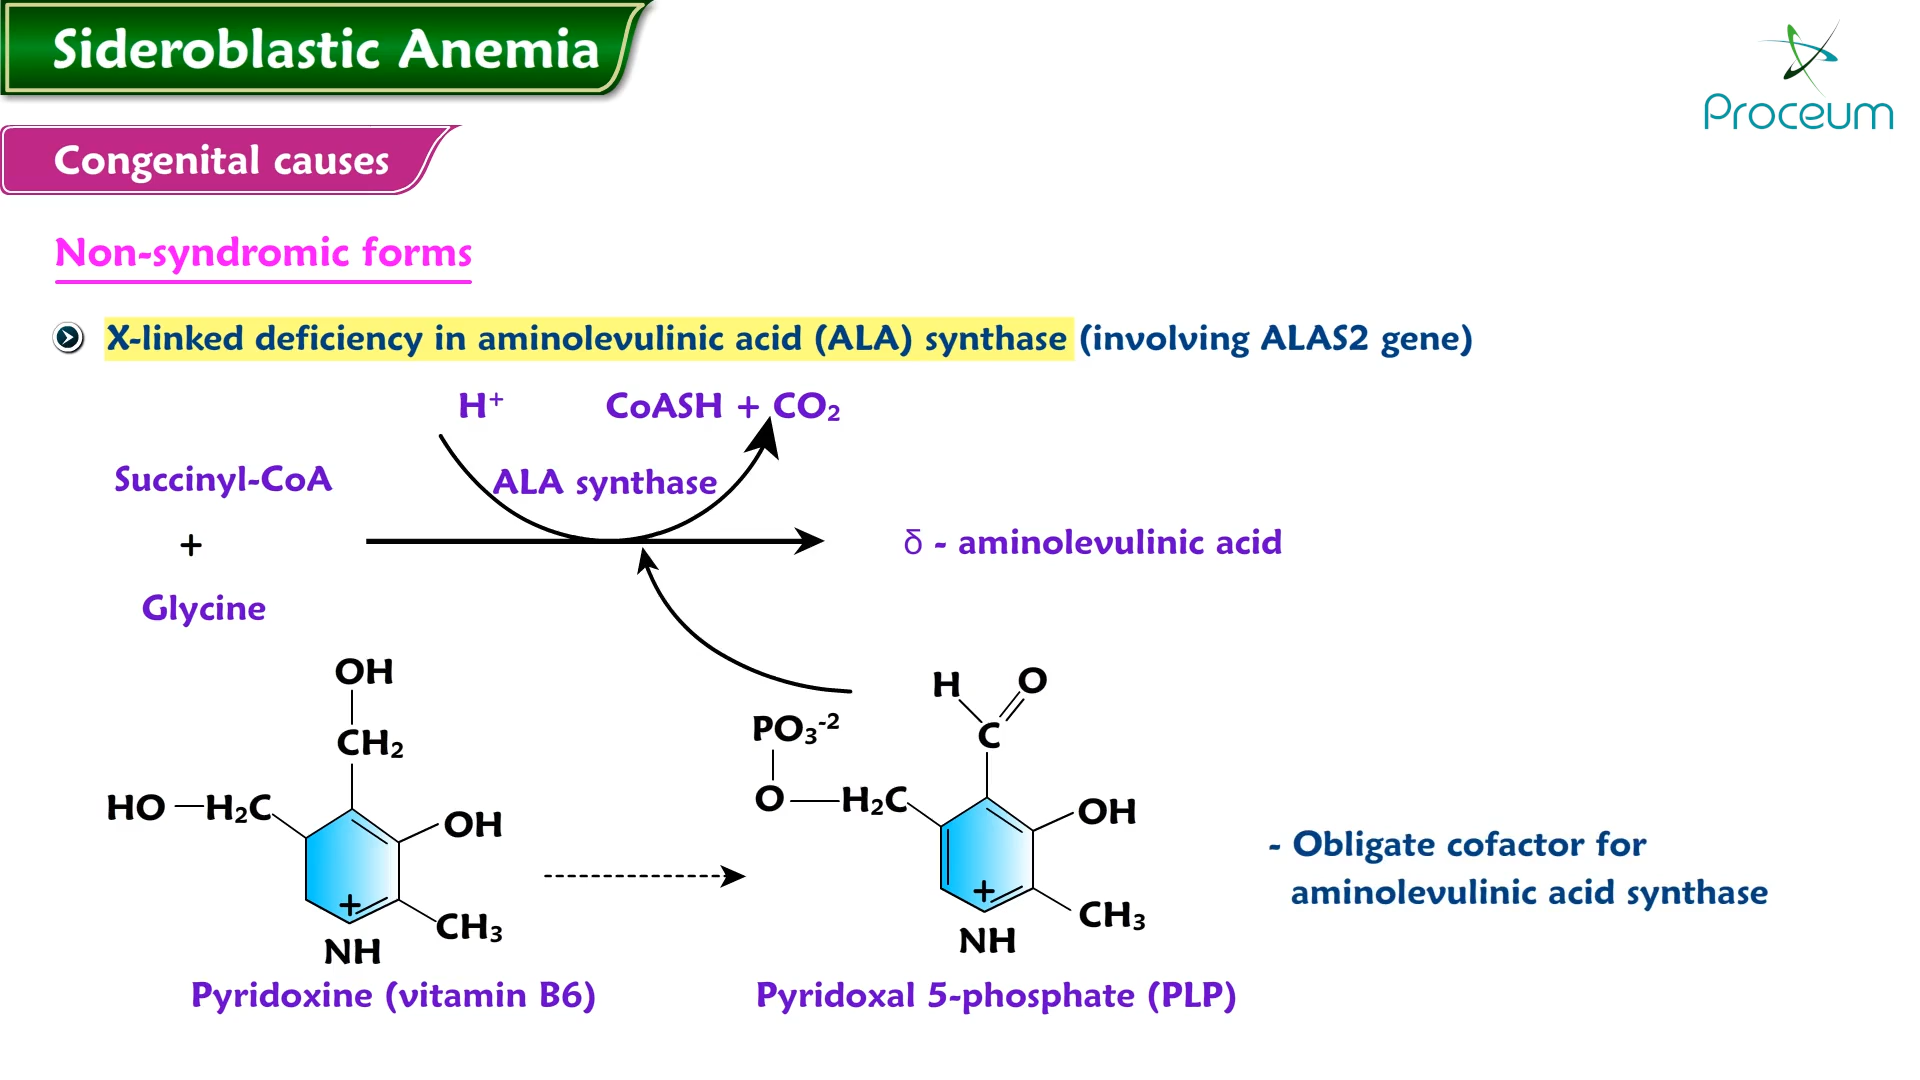 Sideroblastic Anemia
Proceum
Congenital causes
Non-syndromic forms
X-linked deficiency in aminolevulinic acid (ALA) synthase (involving ALAS2 gene)
H⁺ CoASH + CO₂
Succinyl-CoA ALA synthase
+ δ - aminolevulinic acid
Glycine
OH
CH₂
HO H₂C
OH
+
CH₃
NH
Pyridoxine (vitamin B6)
H O
PO₃⁻² C
O H₂C
OH
+
CH₃
NH
Pyridoxal 5-phosphate (PLP)
- Obligate cofactor for
aminolevulinic acid synthase